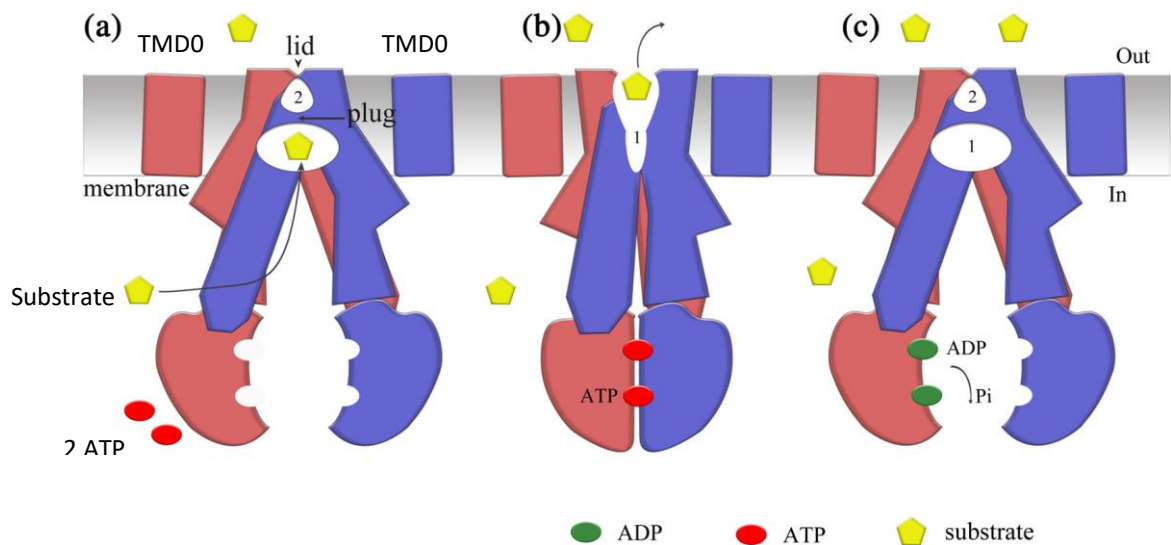 (a)
TMD0
lid
TMD0
2
plug
membrane
Substrate
2 ATP
(b)
1
ATP
(c)
Out
2
1
In
ADP
Pi
ADP
ATP
substrate